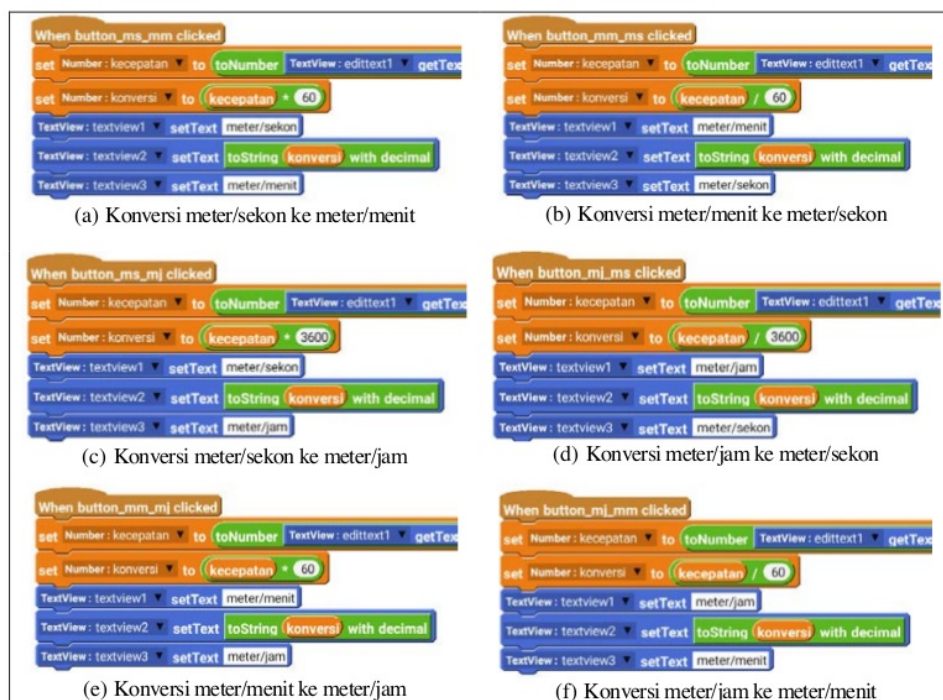 When button_ms_mm clicked
set Number : kecepatan to toNumber TextView : edittext1 getTex
set Number : konversi to kecepatan * 60
TextView : textview1 setText meter/sekon
TextView : textview2 setText toString konversi with decimal
TextView : textview3 setText meter/menit
(a) Konversi meter/sekon ke meter/menit
When button_mm_ms clicked
set Number : kecepatan to toNumber TextView : edittext1 getTex
set Number : konversi to kecepatan / 60
TextView : textview1 setText meter/menit
TextView : textview2 setText toString konversi with decimal
TextView : textview3 setText meter/sekon
(b) Konversi meter/menit ke meter/sekon
When button_ms_mj clicked
set Number : kecepatan to toNumber TextView : edittext1 getTex
set Number : konversi to kecepatan * 3600
TextView : textview1 setText meter/sekon
TextView : textview2 setText toString konversi with decimal
TextView : textview3 setText meter/jam
(c) Konversi meter/sekon ke meter/jam
When button_mj_ms clicked
set Number : kecepatan to toNumber TextView : edittext1 getT
set Number : konversi to kecepatan / 3600
TextView : textview1 setText meter/jam
TextView : textview2 setText toString konversi with decimal
TextView : textview3 setText meter/sekon
(d) Konversi meter/jam ke meter/sekon
When button_mm_mj clicked
set Number : kecepatan to toNumber TextView : edittext1 getTe
set Number : konversi to kecepatan * 60
TextView : textview1 setText meter/menit
TextView : textview2 setText toString konversi with decimal
TextView : textview3 setText meter/jam
(e) Konversi meter/menit ke meter/jam
When button_mj_mm clicked
set Number : kecepatan to toNumber TextView : edittext1 getTe
set Number : konversi to kecepatan / 60
TextView : textview1 setText meter/jam
TextView : textview2 setText toString konversi with decimal
TextView : textview3 setText meter/menit
(f) Konversi meter/jam ke meter/menit